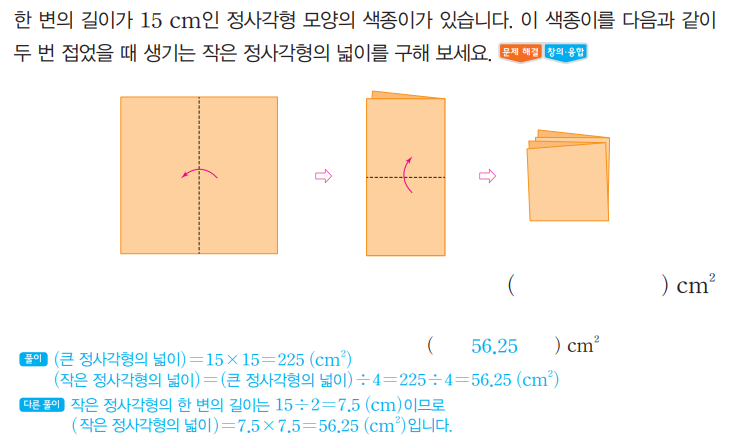 한 변의 길이가 15 cm인 정사각형 모양의 색종이가 있습니다. 이 색종이를 다음과 같이
두 번 접었을 때 생기는 작은 정사각형의 넓이를 구해 보세요. 문제 해결 창의·융합
( ) cm²
( 56.25 ) cm²
풀이 (큰 정사각형의 넓이)=15×15=225 (cm²)
(작은 정사각형의 넓이)=(큰 정사각형의 넓이)÷4=225÷4=56.25 (cm²)
다른 풀이 작은 정사각형의 한 변의 길이는 15÷2=7.5 (cm)이므로
(작은 정사각형의 넓이)=7.5×7.5=56.25 (cm²)입니다.